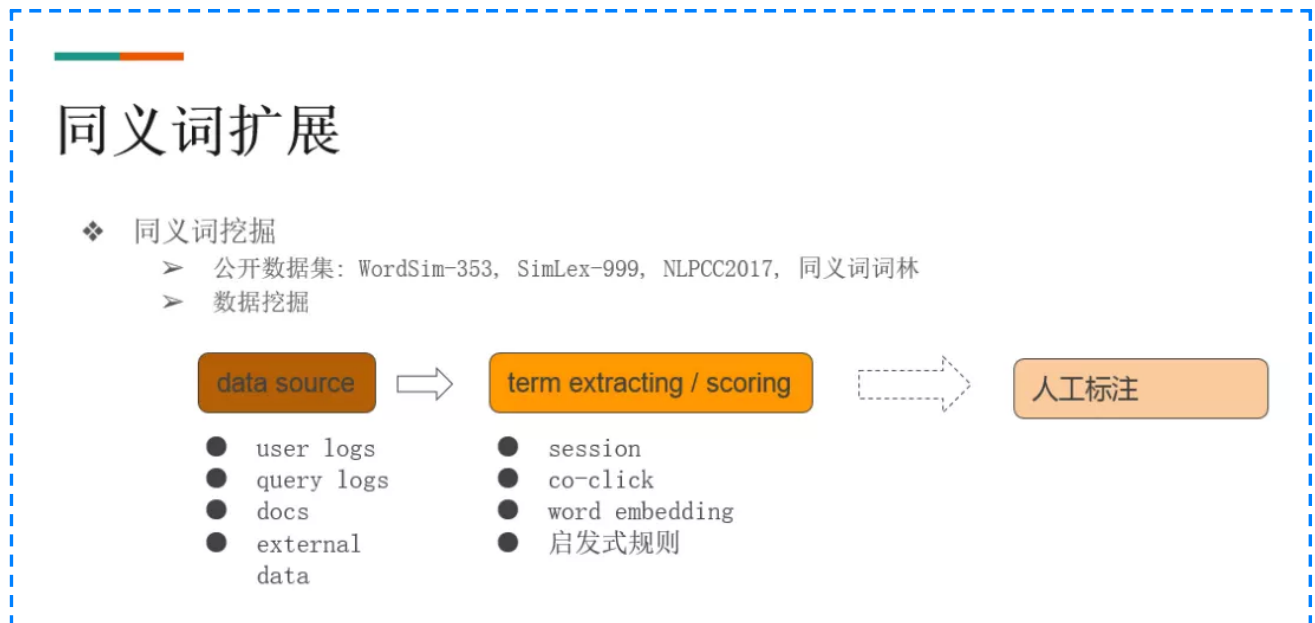 同义词扩展
同义词挖掘
公开数据集: WordSim-353, SimLex-999, NLPCC2017, 同义词词林
数据挖掘
data source
term extracting / scoring
人工标注
user logs
query logs
docs
external
data
session
co-click
word embedding
启发式规则